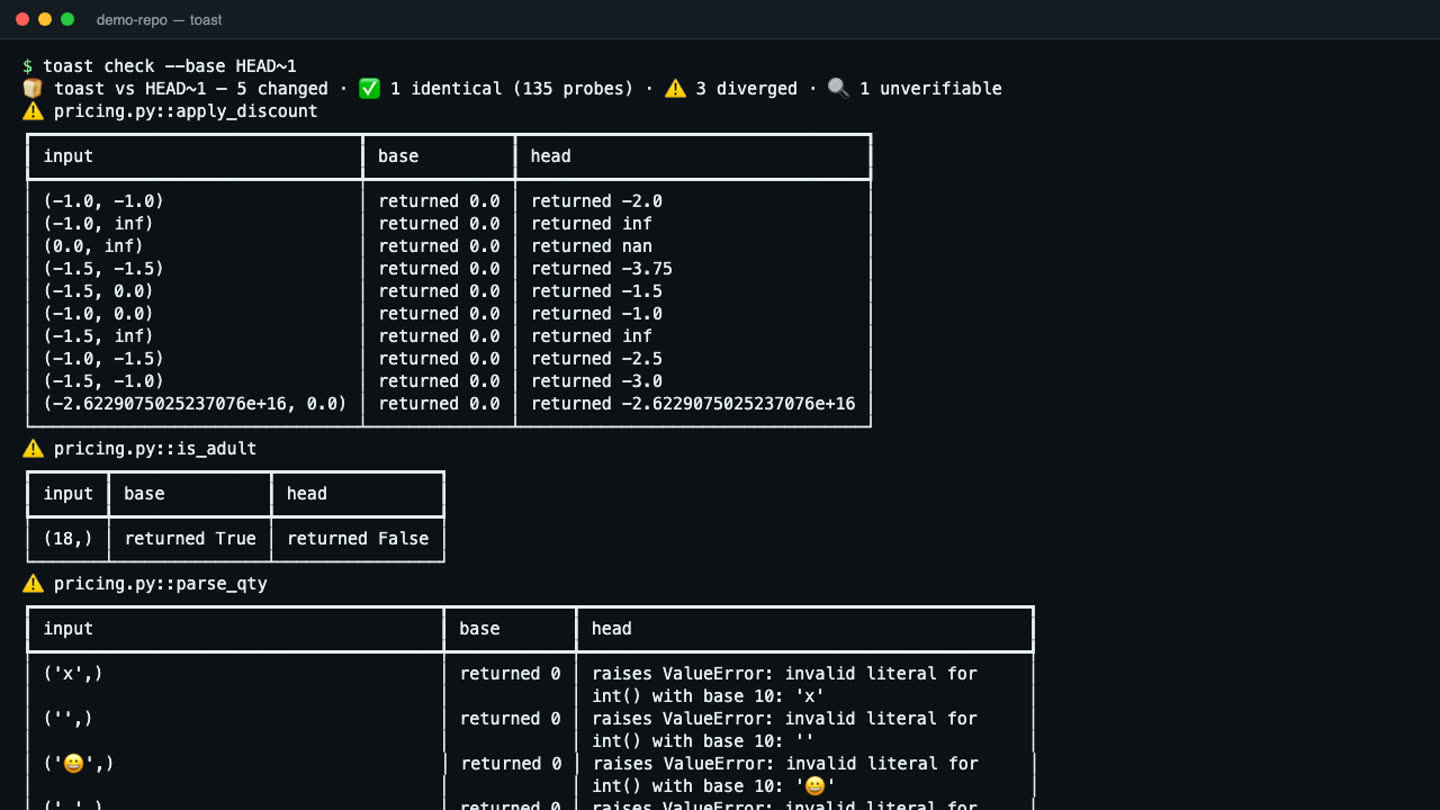 demo-repo — toast
$ toast check --base HEAD~1
🍞 toast vs HEAD~1 — 5 changed · ✅ 1 identical (135 probes) · ⚠️ 3 diverged · 🔍 1 unverifiable
⚠️ pricing.py::apply_discount
input base head
(-1.0, -1.0) returned 0.0 returned -2.0
(-1.0, inf) returned 0.0 returned inf
(0.0, inf) returned 0.0 returned nan
(-1.5, -1.5) returned 0.0 returned -3.75
(-1.5, 0.0) returned 0.0 returned -1.5
(-1.0, 0.0) returned 0.0 returned -1.0
(-1.5, inf) returned 0.0 returned inf
(-1.0, -1.5) returned 0.0 returned -2.5
(-1.5, -1.0) returned 0.0 returned -3.0
(-2.6229075025237076e+16, 0.0) returned 0.0 returned -2.6229075025237076e+16
⚠️ pricing.py::is_adult
input base head
(18,) returned True returned False
⚠️ pricing.py::parse_qty
input base head
('x',) returned 0 raises ValueError: invalid literal for
int() with base 10: 'x'
('',) returned 0 raises ValueError: invalid literal for
int() with base 10: ''
('😀',) returned 0 raises ValueError: invalid literal for
int() with base 10: '😀'
returned 0 raises ValueError: invalid literal for